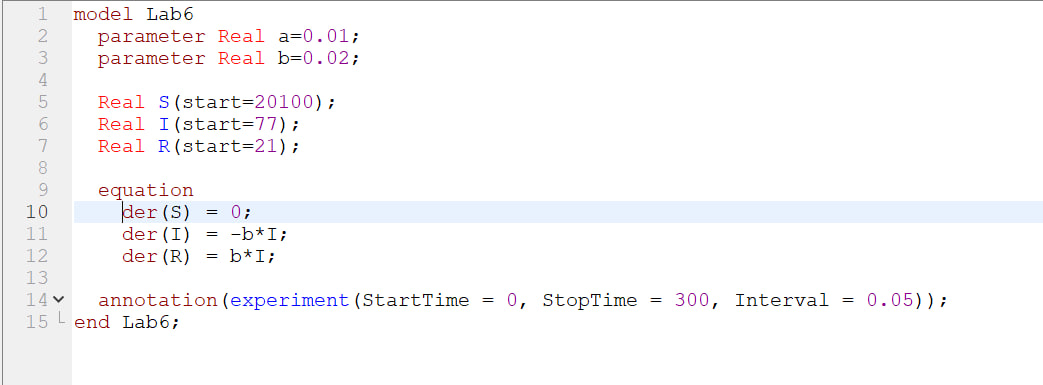 1 model Lab6
2   parameter Real a=0.01;
3   parameter Real b=0.02;
4
5   Real S(start=20100);
6   Real I(start=77);
7   Real R(start=21);
8
9   equation
10     der(S) = 0;
11     der(I) = -b*I;
12     der(R) = b*I;
13
14   annotation(experiment(StartTime = 0, StopTime = 300, Interval = 0.05));
15 end Lab6;